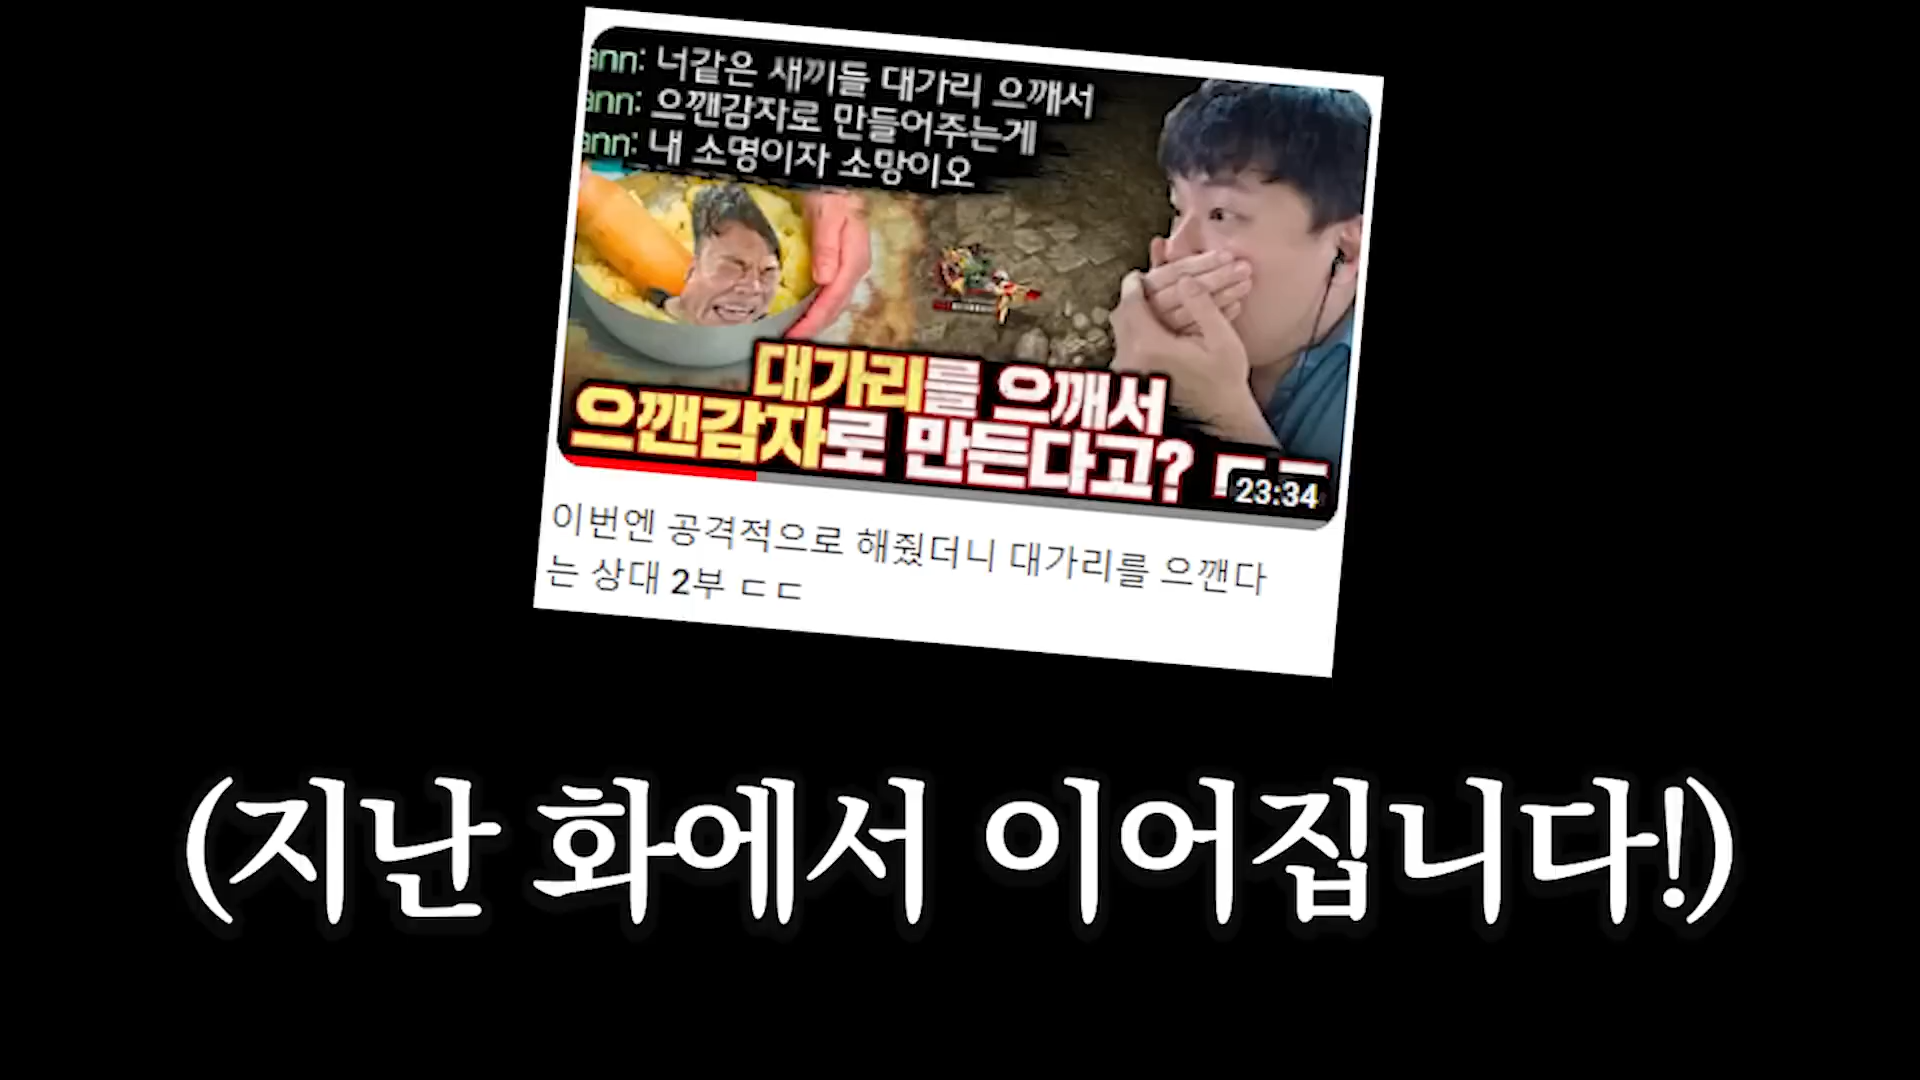 ann: 너같은 새끼들 대가리 으깨서
ann: 으깬감자로 만들어주는게
ann: 내 소명이자 소망이오
대가리를 으깨서
으깬감자로 만든다고? ㄷㄷ
23:34
이번엔 공격적으로 해줬더니 대가리를 으깬다
는 상대 2부 ㄷㄷ
(지난 화에서 이어집니다!)